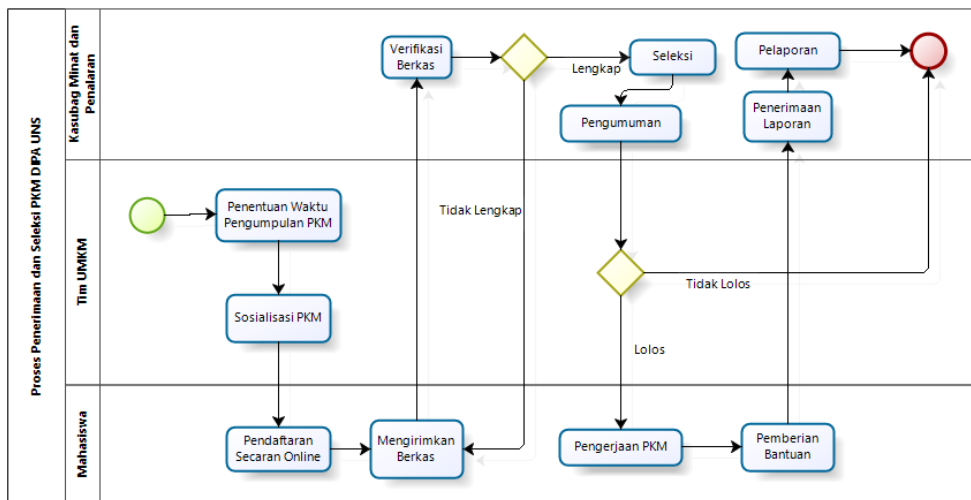 Proses Penerimaan dan Seleksi PKM DIPA UNS
Kasubag Minat dan
Penalaran
Verifikasi
Berkas
Lengkap
Seleksi
Pengumuman
Pelaporan
Penerimaan
Laporan
Tim UMKM
Penentuan Waktu
Pengumpulan PKM
Tidak Lengkap
Sosialisasi PKM
Tidak Lolos
Lolos
Mahasiswa
Pendaftaran
Secaran Online
Mengirimkan
Berkas
Pengerjaan PKM
Pemberian
Bantuan